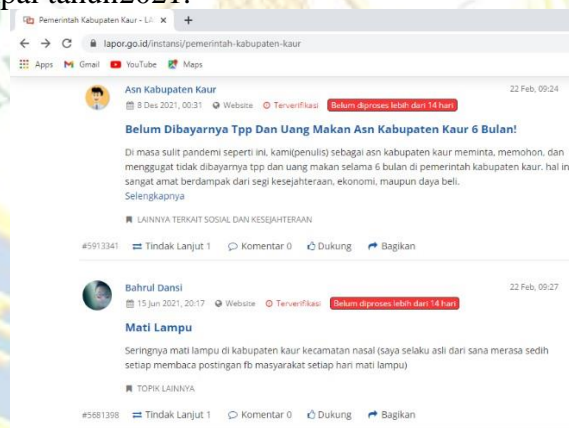 par tahun2021.
Pemerintah Kabupaten Kaur - LA
lapor.go.id/instansi/pemerintah-kabupaten-kaur
Apps Gmail YouTube Maps
Asn Kabupaten Kaur 22 Feb, 09:24
8 Des 2021, 00:31 Website Terverifikasi Belum diproses lebih dari 14 hari
Belum Dibayarnya Tpp Dan Uang Makan Asn Kabupaten Kaur 6 Bulan!
Di masa sulit pandemi seperti ini, kami(penulis) sebagai asn kabupaten kaur meminta, memohon, dan
menggugat tidak dibayarnya tpp dan uang makan selama 6 bulan di pemerintah kabupaten kaur. hal in
sangat amat berdampak dari segi kesejahteraan, ekonomi, maupun daya beli.
Selengkapnya
LAINNYA TERKAIT SOSIAL DAN KESEJAHTERAAN
#5913341 Tindak Lanjut 1 Komentar 0 Dukung Bagikan
Bahrul Dansi 22 Feb, 09:27
15 Jun 2021, 20:17 Website Terverifikasi Belum diproses lebih dari 14 hari
Mati Lampu
Seringnya mati lampu di kabupaten kaur kecamatan nasal (saya selaku asli dari sana merasa sedih
setiap membaca postingan fb masyarakat setiap hari mati lampu)
TOPIK LAINNYA
#5681398 Tindak Lanjut 1 Komentar 0 Dukung Bagikan